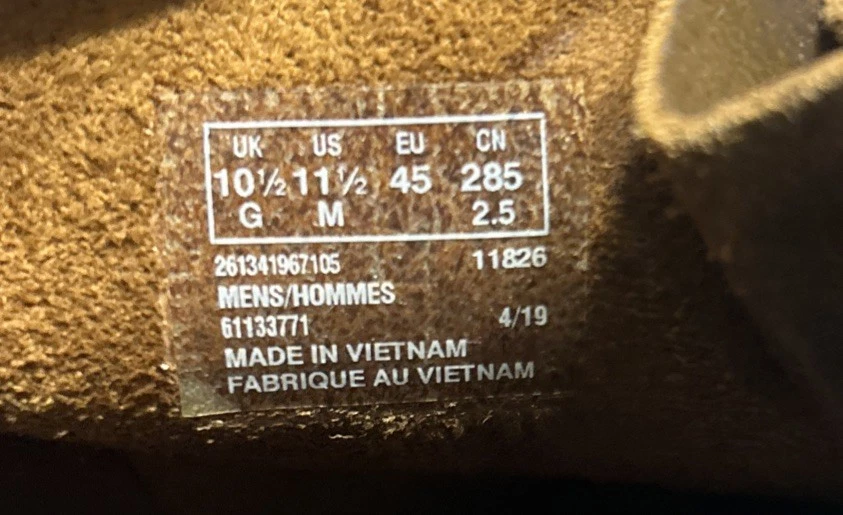 UK US EU CN
10½ 11½ 45 285
G M 2.5
261341967105 11826
MENS/HOMMES
61133771 4/19
MADE IN VIETNAM
FABRIQUE AU VIETNAM